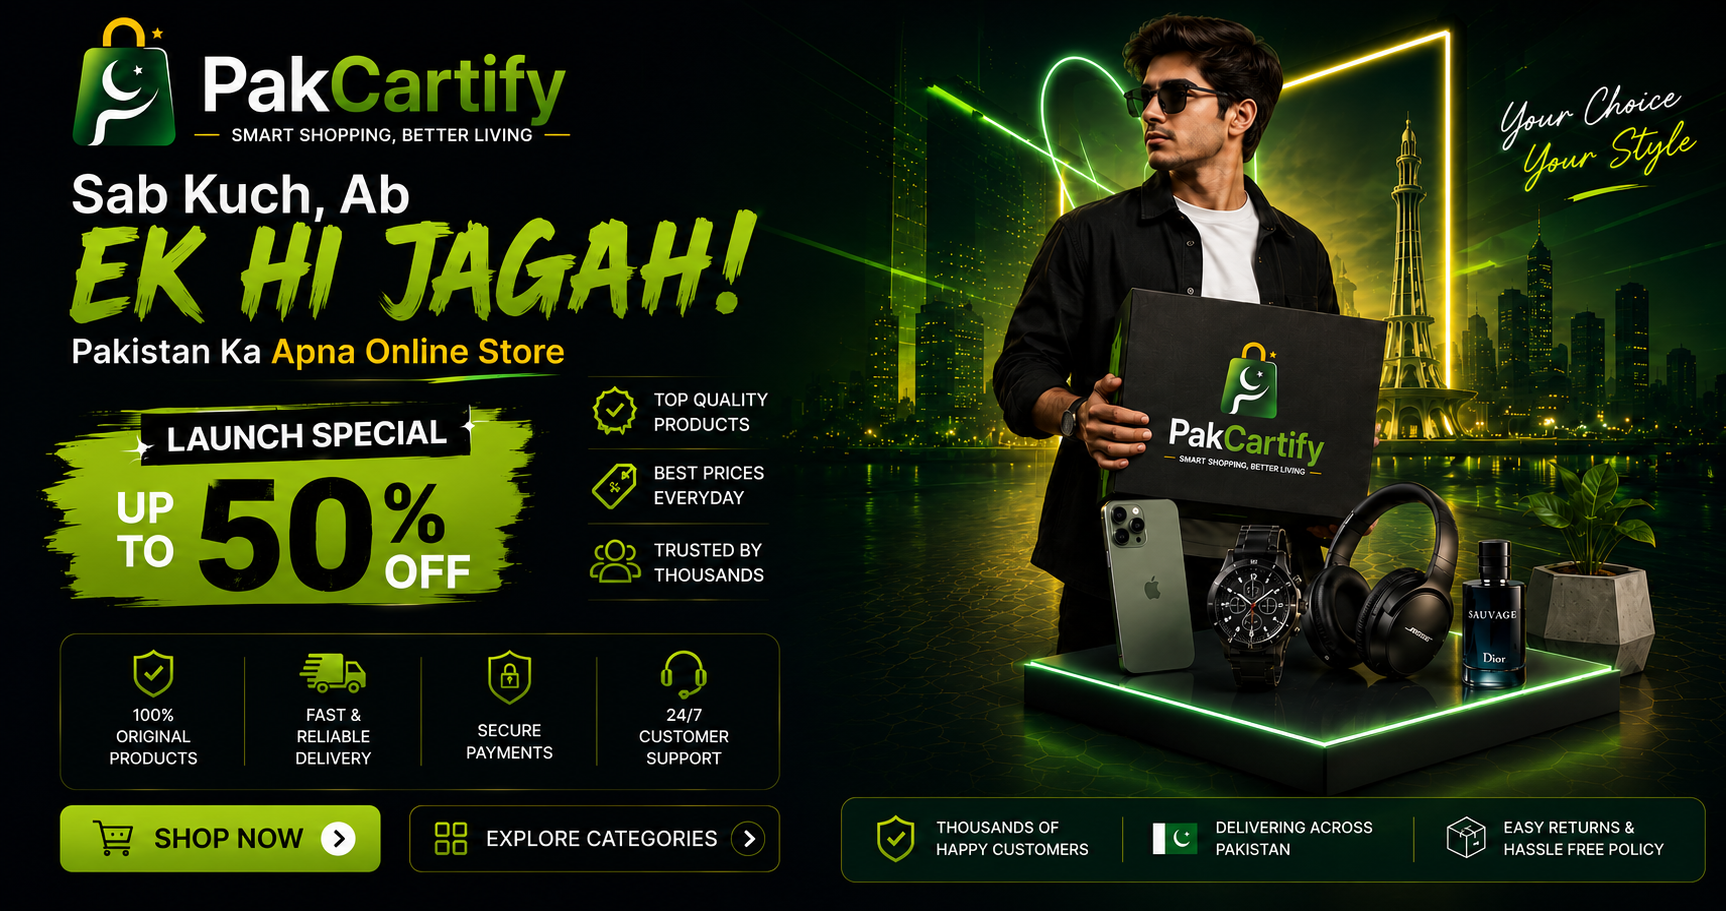 PakCartify
SMART SHOPPING, BETTER LIVING
Sab Kuch, Ab
EK HI JAGAH!
Pakistan Ka Apna Online Store
LAUNCH SPECIAL
UP
TO
50%
OFF
TOP QUALITY
PRODUCTS
BEST PRICES
EVERYDAY
TRUSTED BY
THOUSANDS
100%
ORIGINAL
PRODUCTS
FAST &
RELIABLE
DELIVERY
SECURE
PAYMENTS
24/7
CUSTOMER
SUPPORT
SHOP NOW
EXPLORE CATEGORIES
Your Choice
Your Style
PakCartify
SMART SHOPPING, BETTER LIVING
SAUVAGE
Dior
THOUSANDS OF
HAPPY CUSTOMERS
DELIVERING ACROSS
PAKISTAN
EASY RETURNS &
HASSLE FREE POLICY